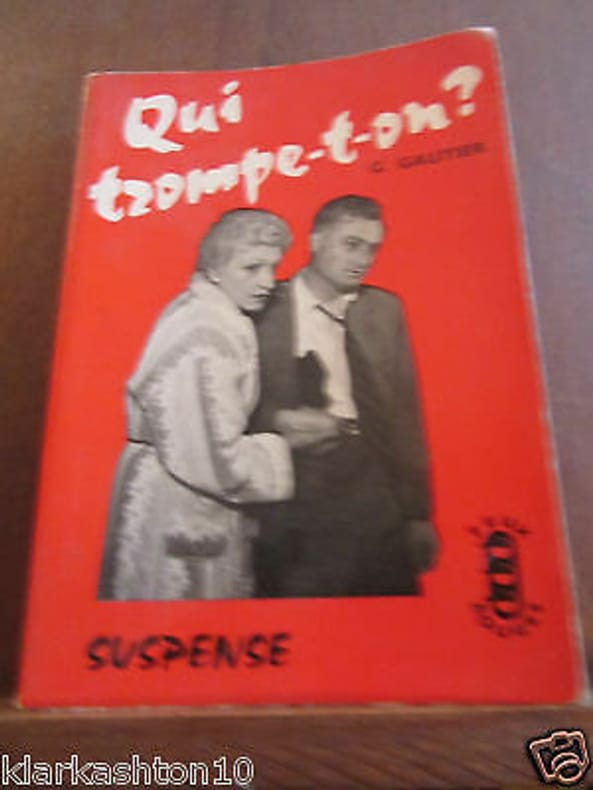 Qui
trompe-t-on?
C. GAUTIER
SUSPENSE
klarkashton10